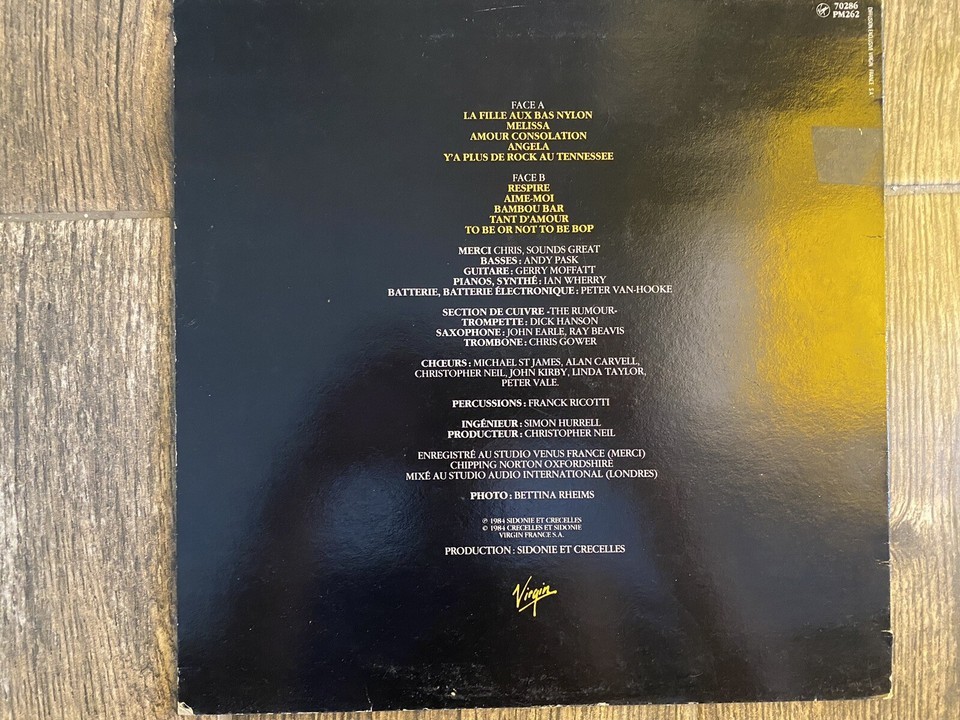 70286
PM262
DIFFUSION EXCLUSIVE VIRGIN FRANCE S.A
FACE A
LA FILLE AUX BAS NYLON
MELISSA
AMOUR CONSOLATION
ANGELA
Y'A PLUS DE ROCK AU TENNESSEE
FACE B
RESPIRE
AIME-MOI
BAMBOU BAR
TANT D'AMOUR
TO BE OR NOT TO BE BOP
MERCI CHRIS, SOUNDS GREAT
BASSES : ANDY PASK
GUITARE : GERRY MOFFATT
PIANOS, SYNTHÉ : IAN WHERRY
BATTERIE, BATTERIE ÉLECTRONIQUE : PETER VAN-HOOKE
SECTION DE CUIVRE -THE RUMOUR-
TROMPETTE : DICK HANSON
SAXOPHONE : JOHN EARLE, RAY BEAVIS
TROMBONE : CHRIS GOWER
CHŒURS : MICHAEL ST JAMES, ALAN CARVELL,
CHRISTOPHER NEIL, JOHN KIRBY, LINDA TAYLOR,
PETER VALE.
PERCUSSIONS : FRANCK RICOTTI
INGÉNIEUR : SIMON HURRELL
PRODUCTEUR : CHRISTOPHER NEIL
ENREGISTRÉ AU STUDIO VENUS FRANCE (MERCI)
CHIPPING NORTON OXFORDSHIRE
MIXÉ AU STUDIO AUDIO INTERNATIONAL (LONDRES)
PHOTO : BETTINA RHEIMS
℗ 1984 SIDONIE ET CRECELLES
© 1984 CRECELLES ET SIDONIE
VIRGIN FRANCE S.A.
PRODUCTION : SIDONIE ET CRECELLES
Virgin